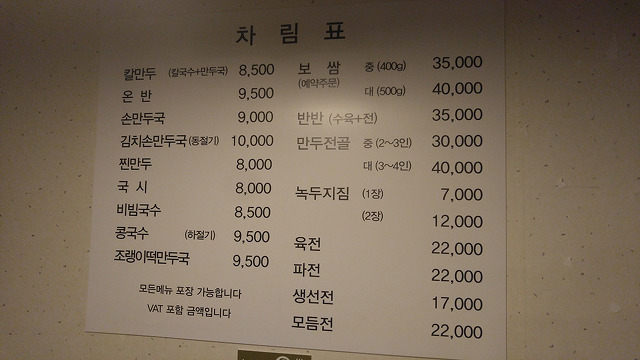 차 림 표
칼만두 (칼국수+만두국) 8,500
온 반 9,500
손만두국 9,000
김치손만두국 (동절기) 10,000
찐만두 8,000
국 시 8,000
비빔국수 8,500
콩국수 (하절기) 9,500
조랭이떡만두국 9,500
모든메뉴 포장 가능합니다
VAT 포함 금액입니다
보 쌈 중 (400g) 35,000
(예약주문) 대 (500g) 40,000
반반 (수육+전) 35,000
만두전골 중 (2~3인) 30,000
대 (3~4인) 40,000
녹두지짐 (1장) 7,000
(2장) 12,000
육전 22,000
파전 22,000
생선전 17,000
모듬전 22,000